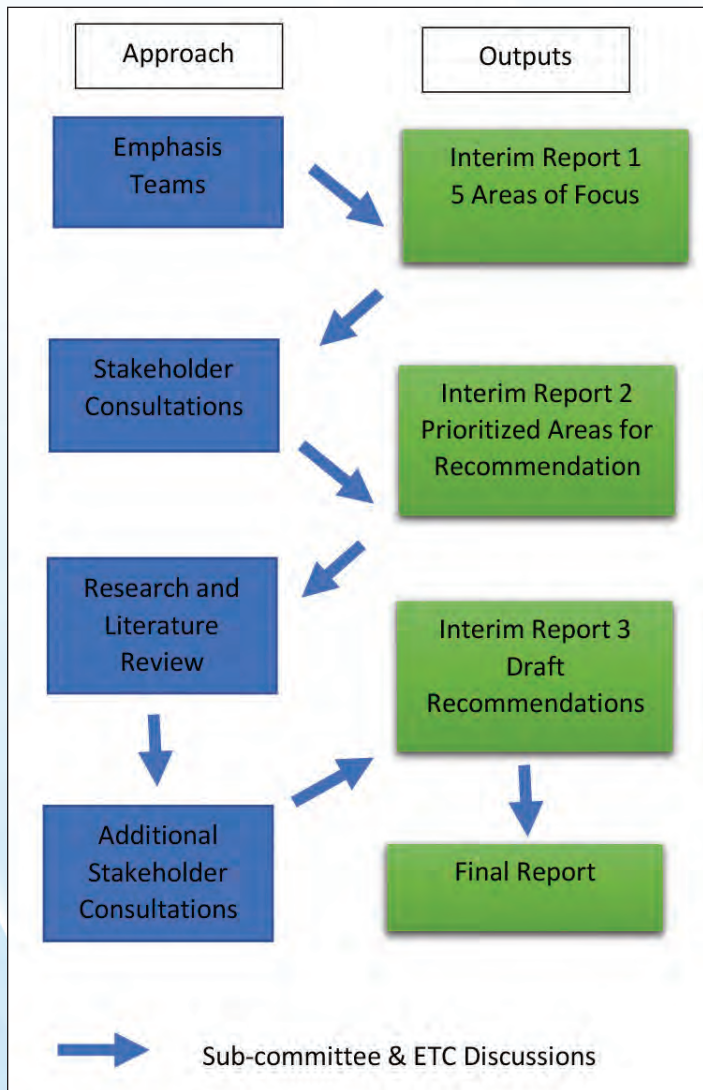 Approach
Outputs
Emphasis
Teams
Interim Report 1
5 Areas of Focus
Stakeholder
Consultations
Interim Report 2
Prioritized Areas for
Recommendation
Research and
Literature
Review
Interim Report 3
Draft
Recommendations
Additional
Stakeholder
Consultations
Final Report
Sub-committee & ETC Discussions